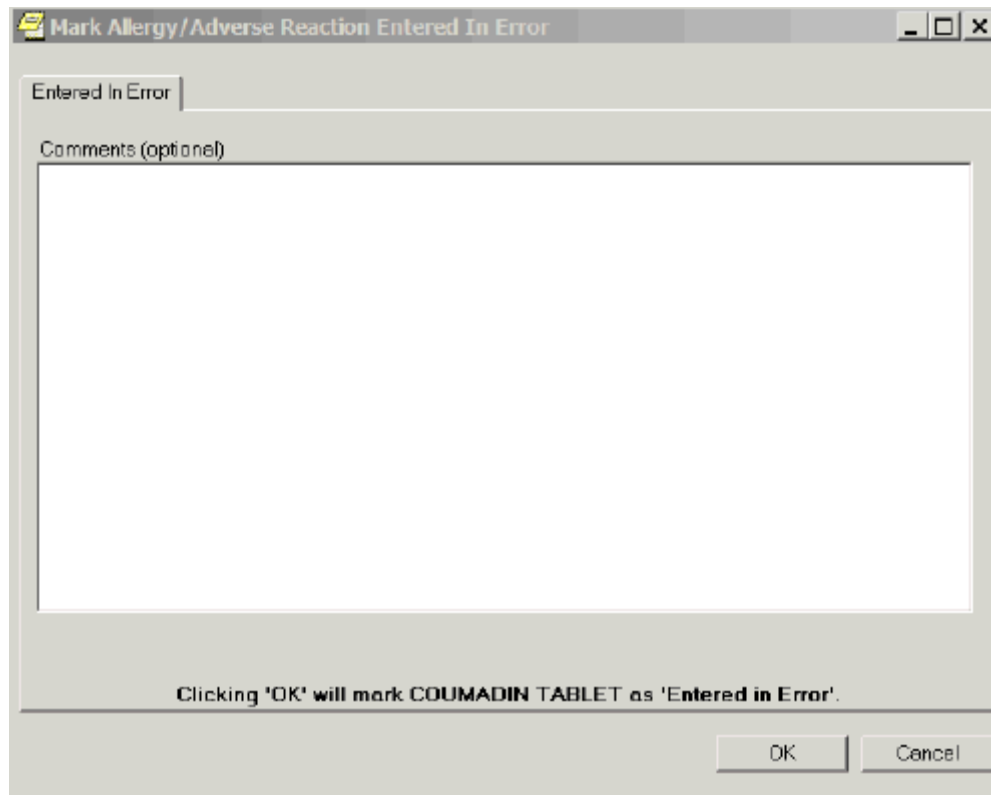 Mark Allergy/Adverse Reaction Entered In Error
Entered In Error
Comments (optional)
Clicking 'OK' will mark COUMADIN TABLET as 'Entered in Error'.
OK
Cancel